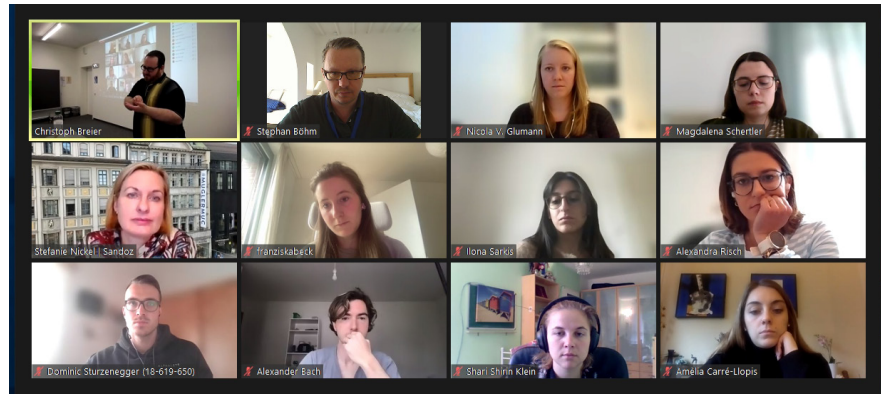 Christoph Breier
Stephan Böhm
Nicola V. Glumann
Magdalena Schertler
Stefanie Nickel | Sandoz
franziskabeck
Ilona Sarkis
Alexandra Risch
Dominic Sturzenegger (18-619-650)
Alexander Bach
Shari Shirin Klein
Amélia Carré-Llopis